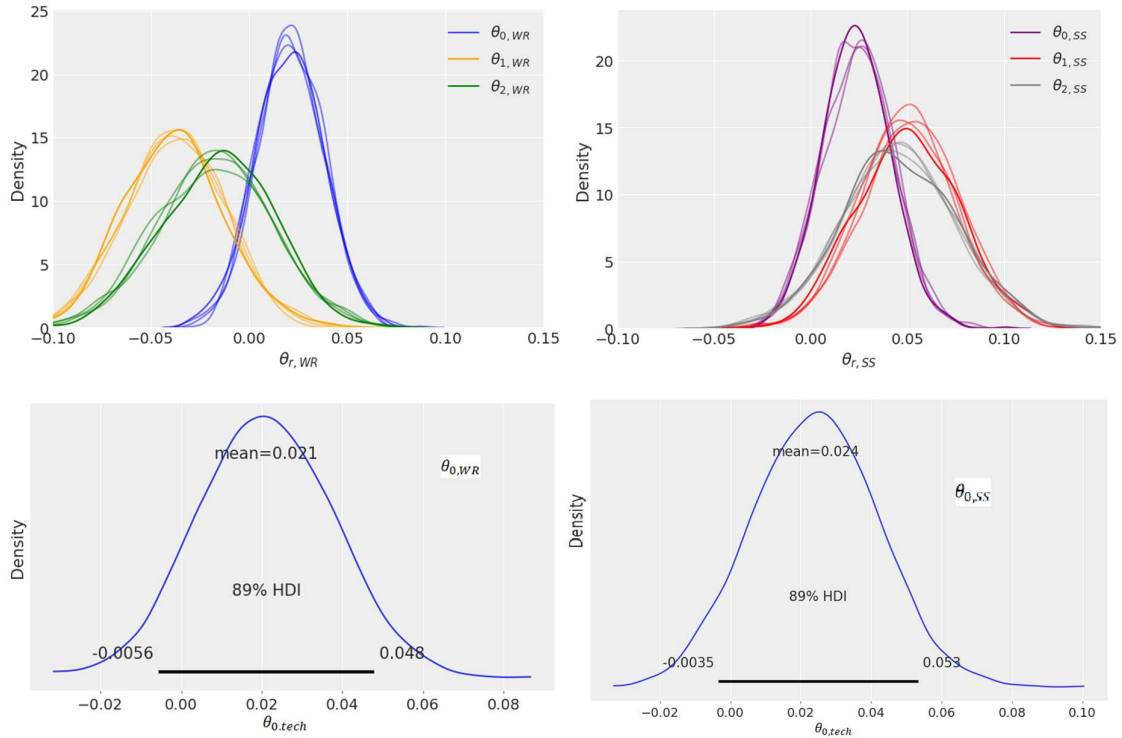 Density
25
20
15
10
5
0
−0.10
−0.05
0.00
0.05
0.10
0.15
θr,WR
θ0,WR
θ1,WR
θ2,WR
Density
20
15
10
5
0
−0.10
−0.05
0.00
0.05
0.10
0.15
θr,SS
θ0,SS
θ1,SS
θ2,SS
mean=0.021
θ0,WR
Density
89% HDI
-0.0056
0.048
−0.02
0.00
0.02
0.04
0.06
0.08
θ0.tech
mean=0.024
θ0,SS
Density
89% HDI
-0.0035
0.053
−0.02
0.00
0.02
0.04
0.06
0.08
0.10
θ0,tech